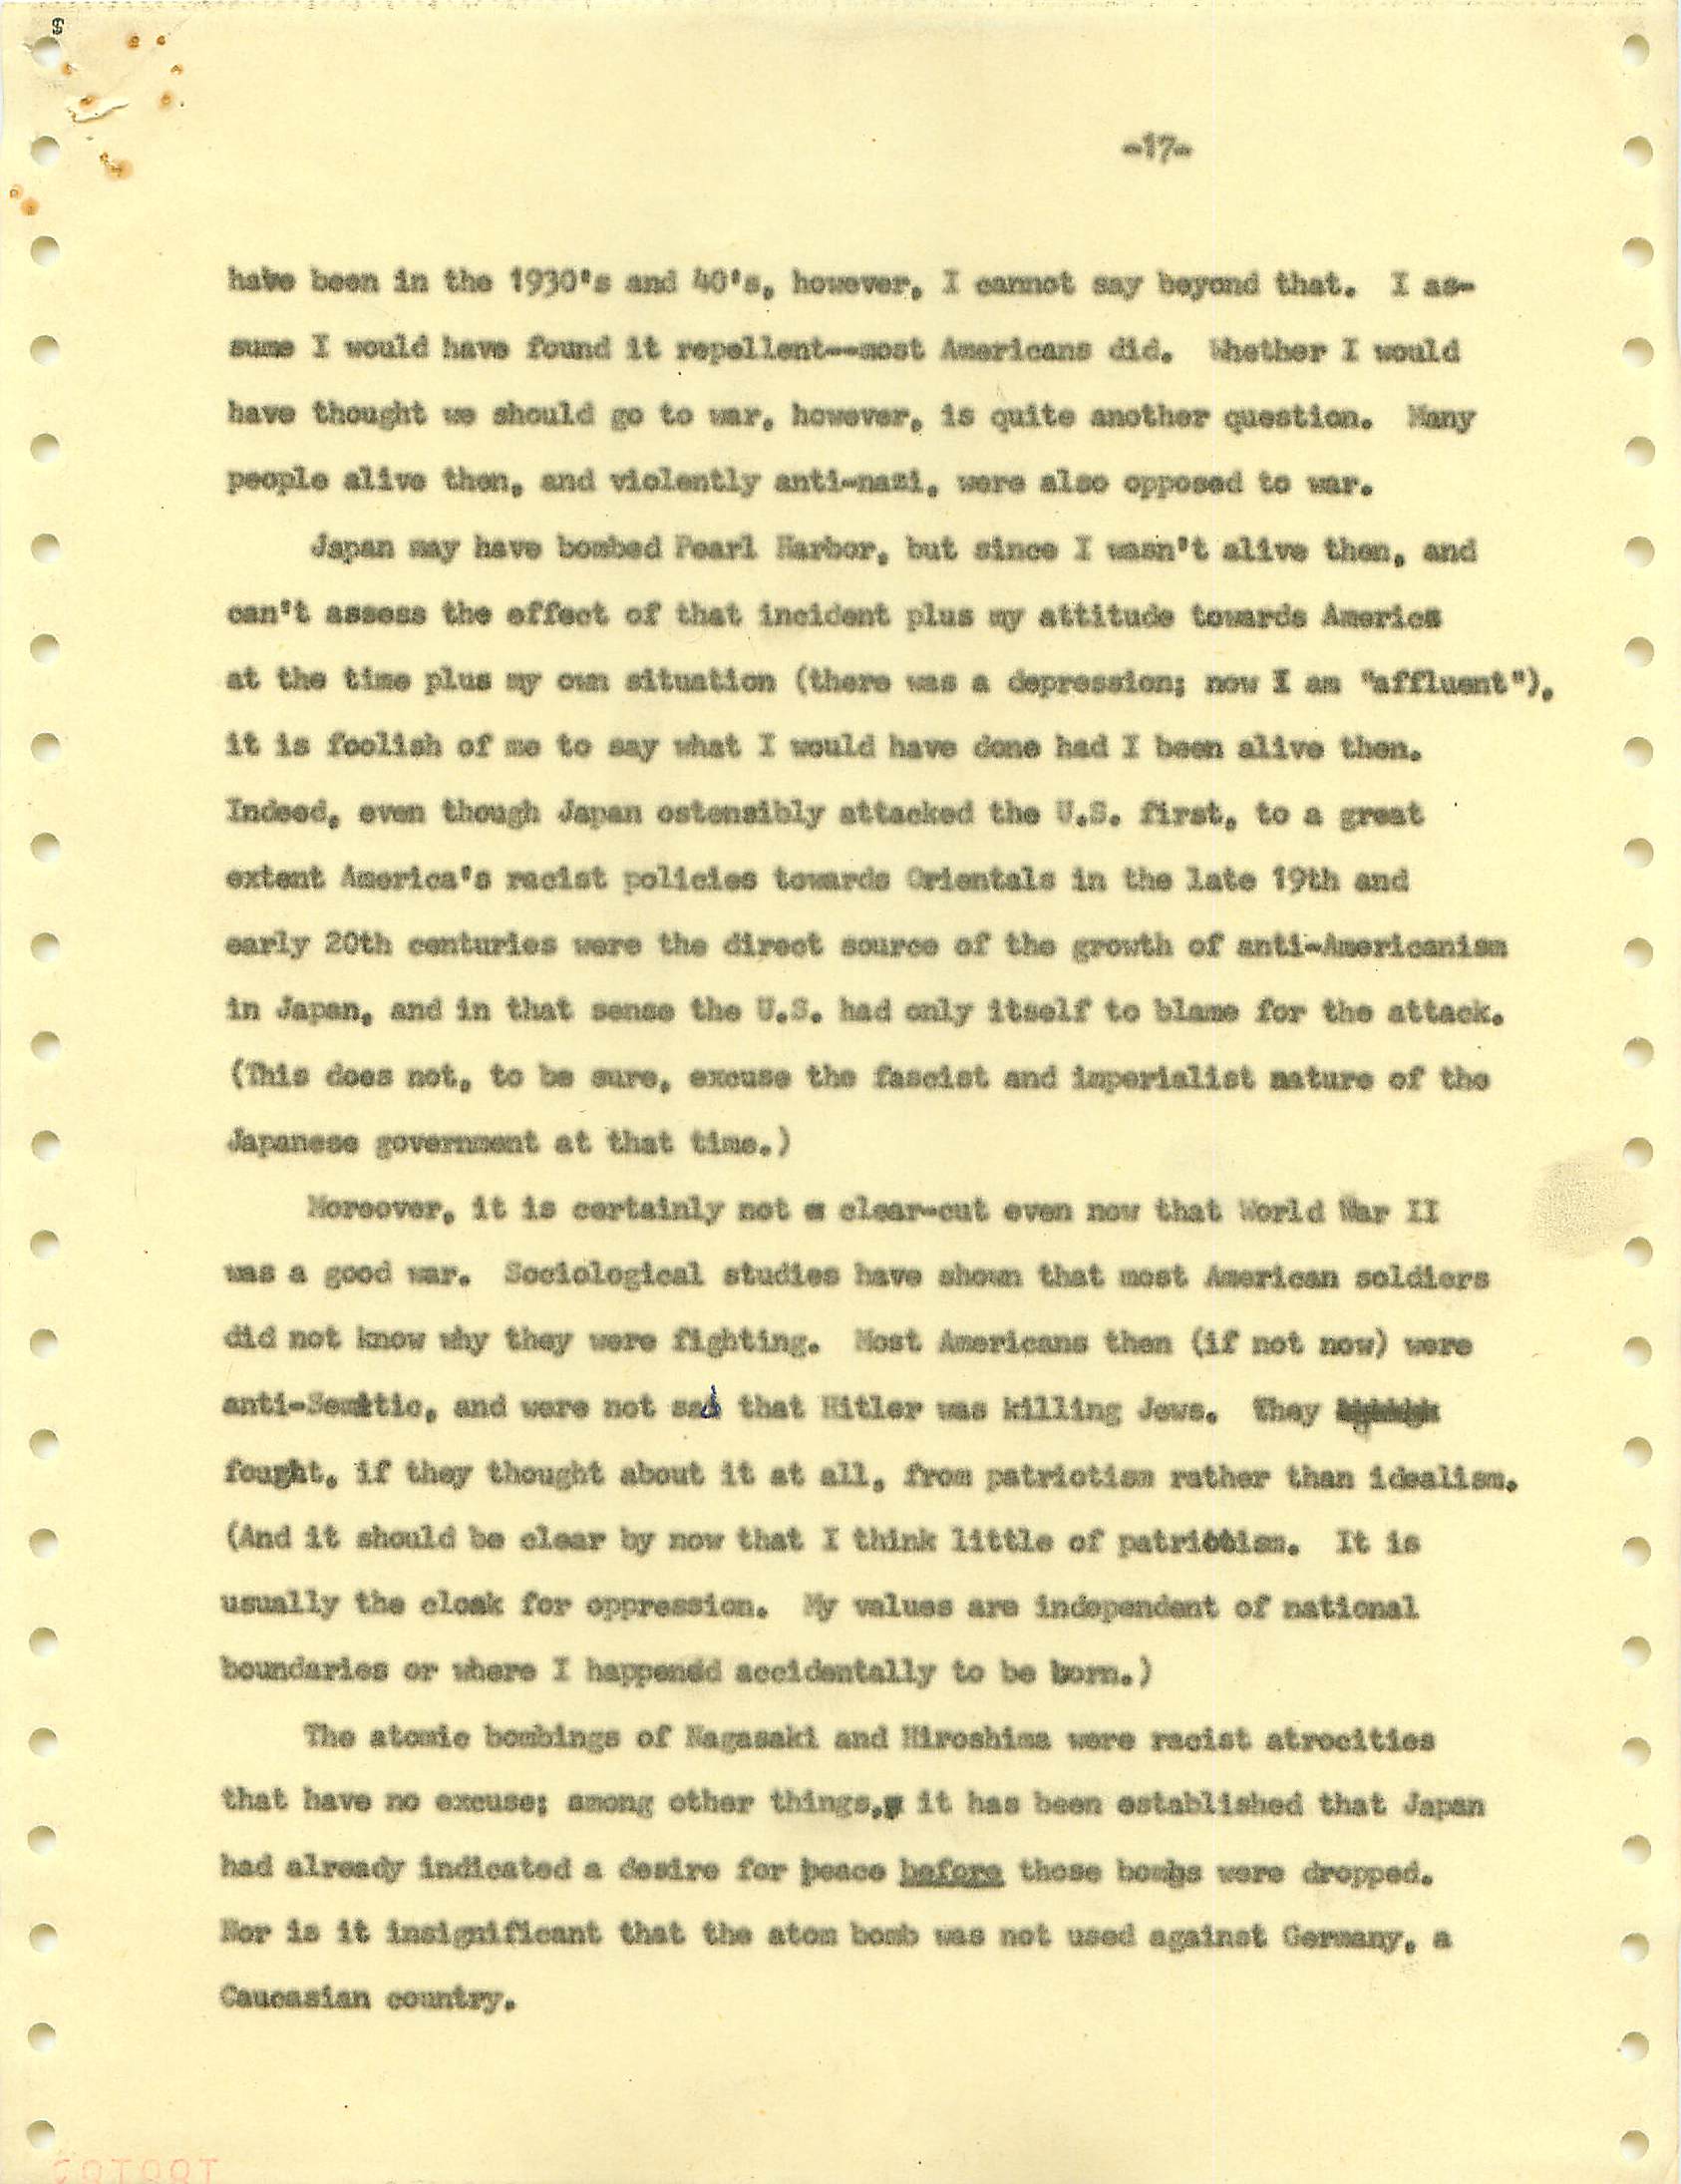 -17-
have been in the 1930's and 40's, however, I cannot say beyond that. I as-
sume I would have found it repellent--most Americans did. Whether I would
have thought we should go to war, however, is quite another question. Many
people alive then, and violently anti-nazi, were also opposed to war.
Japan may have bombed Pearl Harbor, but since I wasn't alive then, and
can't assess the effect of that incident plus my attitude towards America
at the time plus my own situation (there was a depression; now I am "affluent"),
it is foolish of me to say what I would have done had I been alive then.
Indeed, even though Japan ostensibly attacked the U.S. first, to a great
extent America's racist policies towards Orientals in the late 19th and
early 20th centuries were the direct source of the growth of anti-Americanism
in Japan, and in that sense the U.S. had only itself to blame for the attack.
(This does not, to be sure, excuse the fascist and imperialist nature of the
Japanese government at that time.)
Moreover, it is certainly not clear-cut even now that World War II
was a good war. Sociological studies have shown that most American soldiers
did not know why they were fighting. Most Americans then (if not now) were
anti-Semitic, and were not sad that Hitler was killing Jews. They
fought, if they thought about it at all, from patriotism rather than idealism.
(And it should be clear by now that I think little of patriotism. It is
usually the cloak for oppression. My values are independent of national
boundaries or where I happened accidentally to be born.)
The atomic bombings of Nagasaki and Hiroshima were racist atrocities
that have no excuse; among other things, it has been established that Japan
had already indicated a desire for peace before those bombs were dropped.
Nor is it insignificant that the atom bomb was not used against Germany, a
Caucasian country.